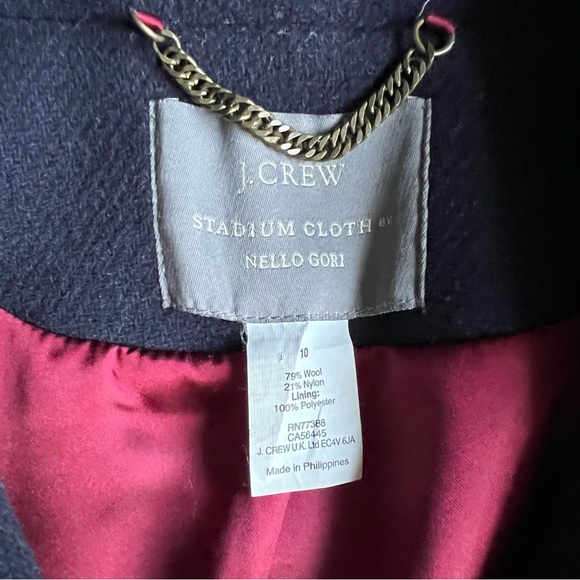 J.CREW
STADIUM CLOTH BY
NELLO GORI
10
79% Wool
21% Nylon
Lining:
100% Polyester
RN77388
CA56445
J. CREW U.K. Ltd EC4V 6JA
Made in Philippines